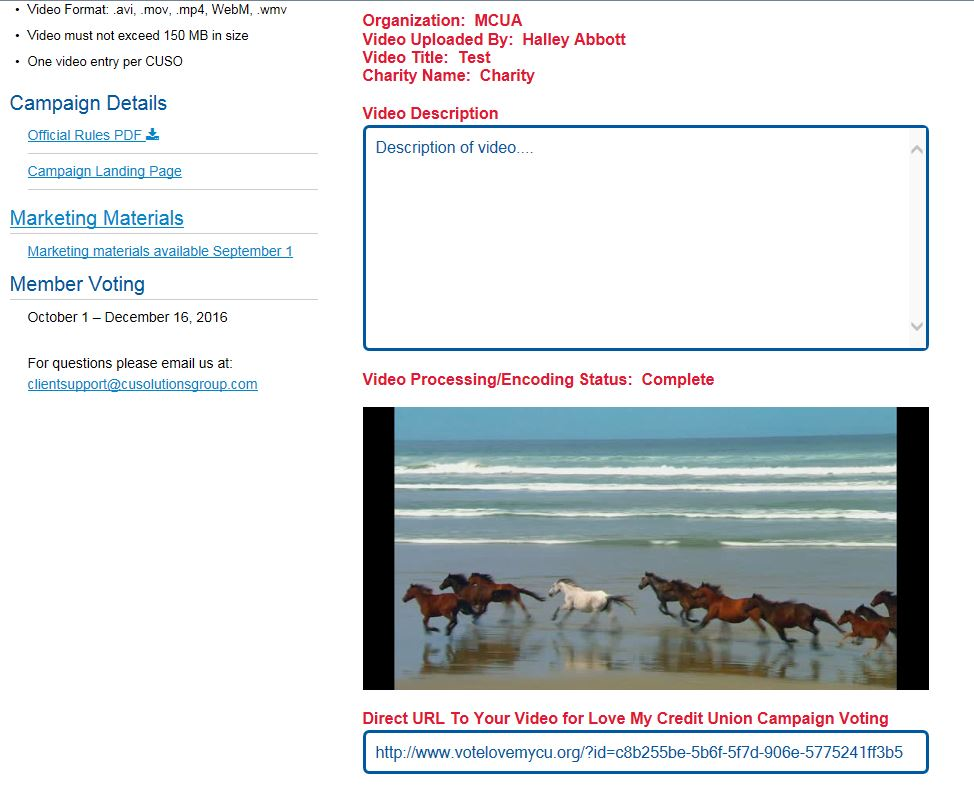 • Video Format: .avi, .mov, .mp4, WebM, .wmv
• Video must not exceed 150 MB in size
• One video entry per CUSO
Campaign Details
Official Rules PDF
Campaign Landing Page
Marketing Materials
Marketing materials available September 1
Member Voting
October 1 – December 16, 2016
For questions please email us at:
clientsupport@cusolutionsgroup.com
Organization: MCUA
Video Uploaded By: Halley Abbott
Video Title: Test
Charity Name: Charity
Video Description
Description of video....
Video Processing/Encoding Status: Complete
Direct URL To Your Video for Love My Credit Union Campaign Voting
http://www.votelovemycu.org/?id=c8b255be-5b6f-5f7d-906e-5775241ff3b5